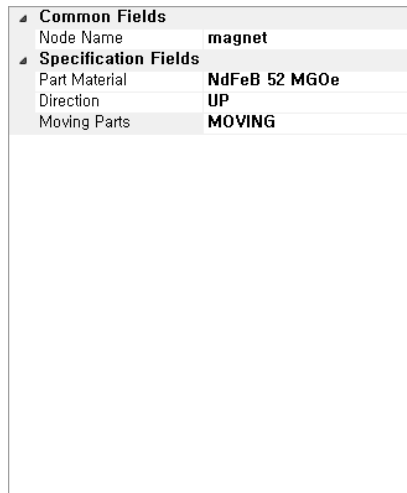 Common Fields
Node Name magnet
Specification Fields
Part Material NdFeB 52 MGOe
Direction UP
Moving Parts MOVING